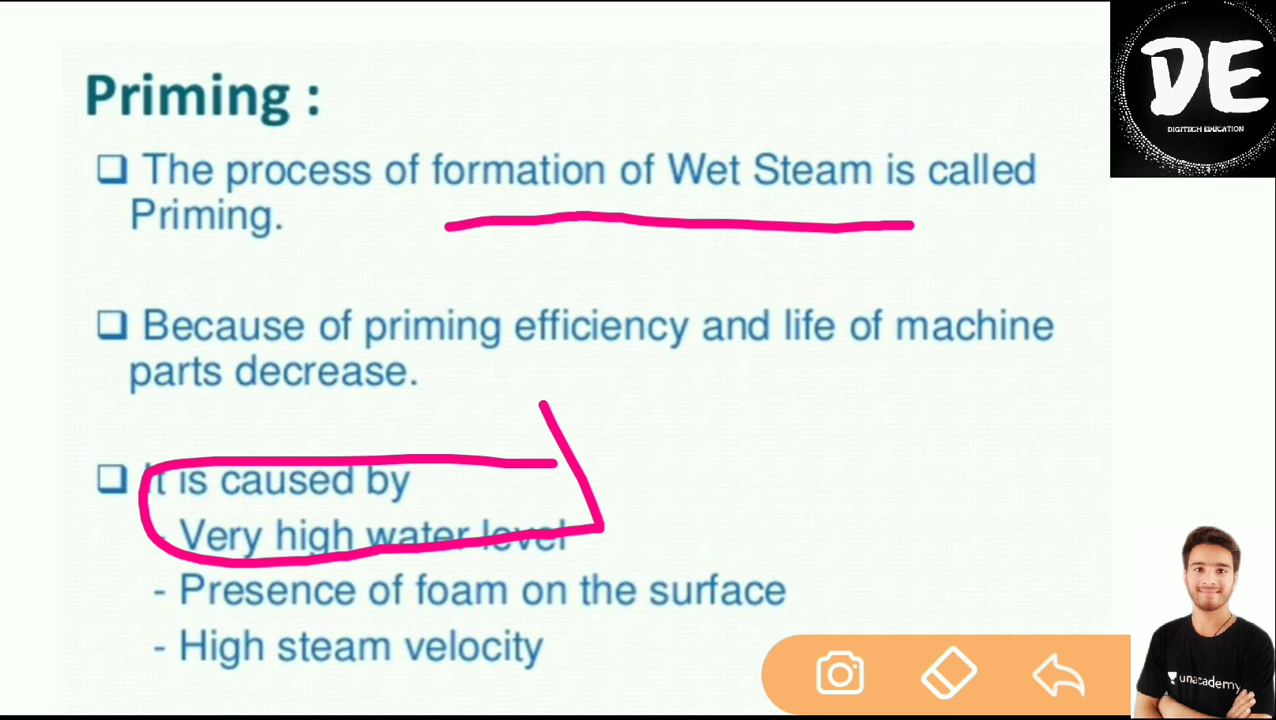 DE
DIGITECH EDUCATION
Priming :
❑ The process of formation of Wet Steam is called
Priming.
❑ Because of priming efficiency and life of machine
parts decrease.
❑ It is caused by
- Very high water level
- Presence of foam on the surface
- High steam velocity
unacademy